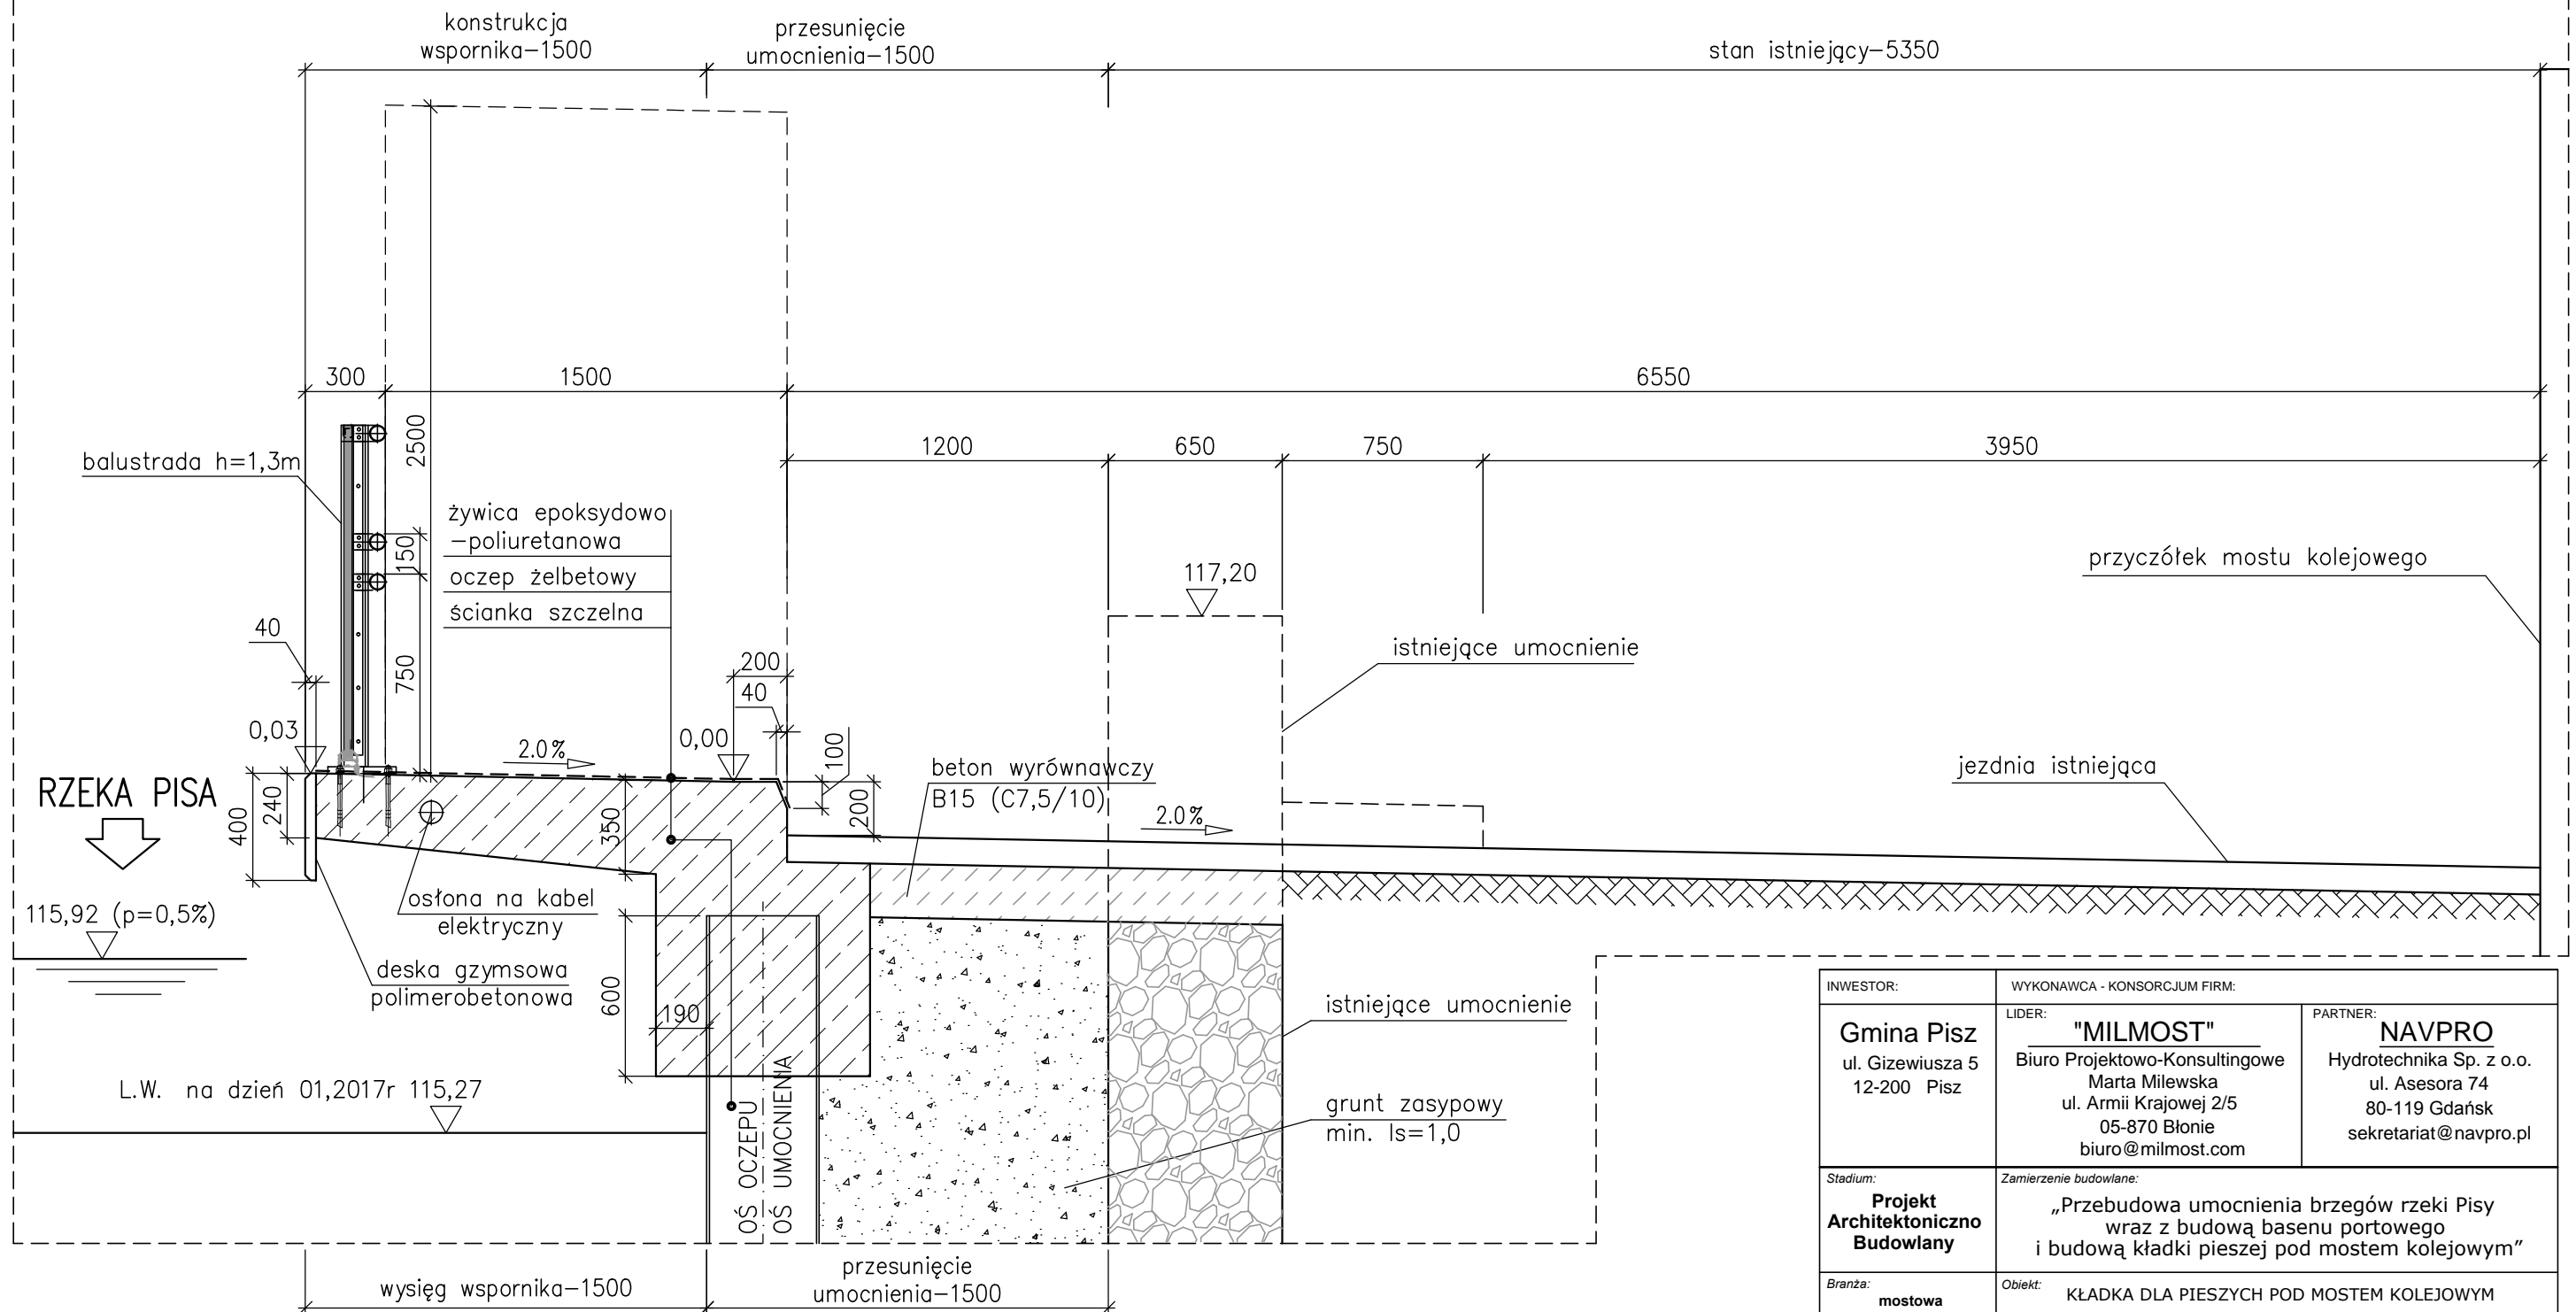 konstrukcja
wspornika-1500
przesunięcie
umocnienia-1500
stan istniejący-5350
300
1500
6550
2500
1200
650
750
3950
balustrada h=1,3m
150
żywica epoksydowo
-poliuretanowa
oczep żelbetowy
ścianka szczelna
117,20
przyczółek mostu kolejowego
istniejące umocnienie
40
750
200
40
0,03
2.0%
0,00
100
RZEKA PISA
400
240
350
200
beton wyrównawczy
B15 (C7,5/10)
2.0%
jezdnia istniejąca
115,92 (p=0,5%)
osłona na kabel
elektryczny
deska gzymsowa
polimerobetonowa
600
190
istniejące umocnienie
L.W. na dzień 01,2017r 115,27
OŚ OCZEPU
OŚ UMOCNIENIA
grunt zasypowy
min. Is=1,0
wysięg wspornika-1500
przesunięcie
umocnienia-1500
INWESTOR:
Gmina Pisz
ul. Gizewiusza 5
12-200 Pisz
WYKONAWCA - KONSORCJUM FIRM:
LIDER:
"MILMOST"
Biuro Projektowo-Konsultingowe
Marta Milewska
ul. Armii Krajowej 2/5
05-870 Błonie
biuro@milmost.com
PARTNER:
NAVPRO
Hydrotechnika Sp. z o.o.
ul. Asesora 74
80-119 Gdańsk
sekretariat@navpro.pl
Stadium:
Projekt
Architektoniczno
Budowlany
Zamierzenie budowlane:
„Przebudowa umocnienia brzegów rzeki Pisy
wraz z budową basenu portowego
i budową kładki pieszej pod mostem kolejowym”
Branża:
mostowa
Obiekt:
KŁADKA DLA PIESZYCH POD MOSTEM KOLEJOWYM